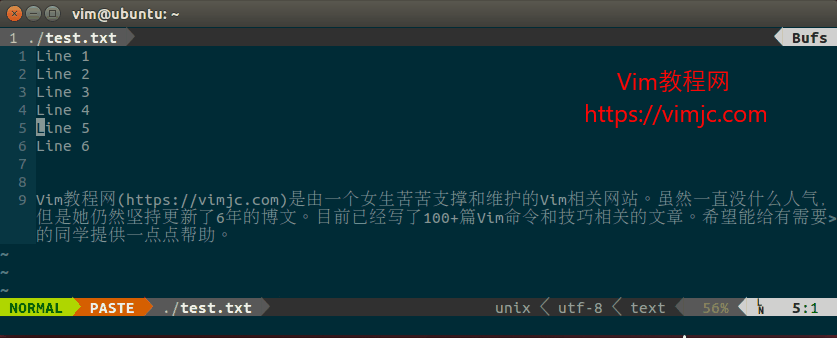 vim@ubuntu: ~
1 ./test.txt Bufs
1 Line 1
2 Line 2
3 Line 3
4 Line 4
5 Line 5
6 Line 6
7
8
9 Vim教程网(https://vimjc.com)是由一个女生苦苦支撑和维护的Vim相关网站。虽然一直没什么人气.
但是她仍然坚持更新了6年的博文。目前已经写了100+篇Vim命令和技巧相关的文章。希望能给有需要>
的同学提供一点点帮助。
~
~
~
Vim教程网
https://vimjc.com
NORMAL PASTE ./test.txt unix utf-8 text 56% LN 5:1